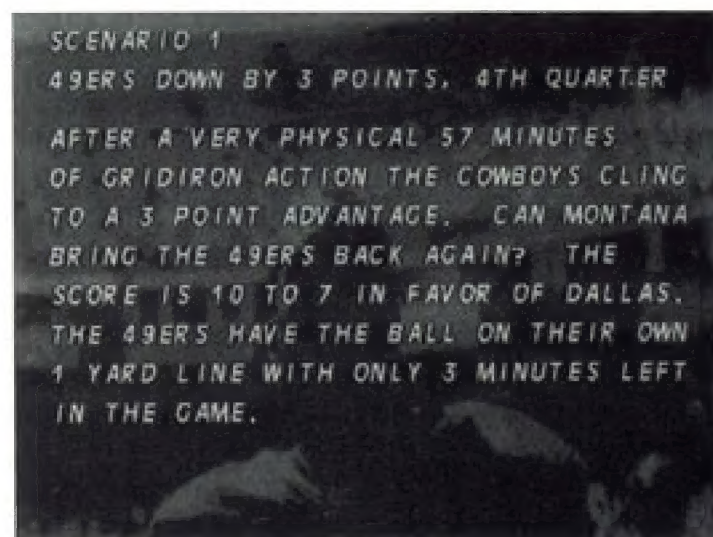 SCENARIO 1
49ERS DOWN BY 3 POINTS. 4TH QUARTER
AFTER A VERY PHYSICAL 57 MINUTES
OF GRIDIRON ACTION THE COWBOYS CLING
TO A 3 POINT ADVANTAGE. CAN MONTANA
BRING THE 49ERS BACK AGAIN? THE
SCORE IS 10 TO 7 IN FAVOR OF DALLAS.
THE 49ERS HAVE THE BALL ON THEIR OWN
1 YARD LINE WITH ONLY 3 MINUTES LEFT
IN THE GAME.